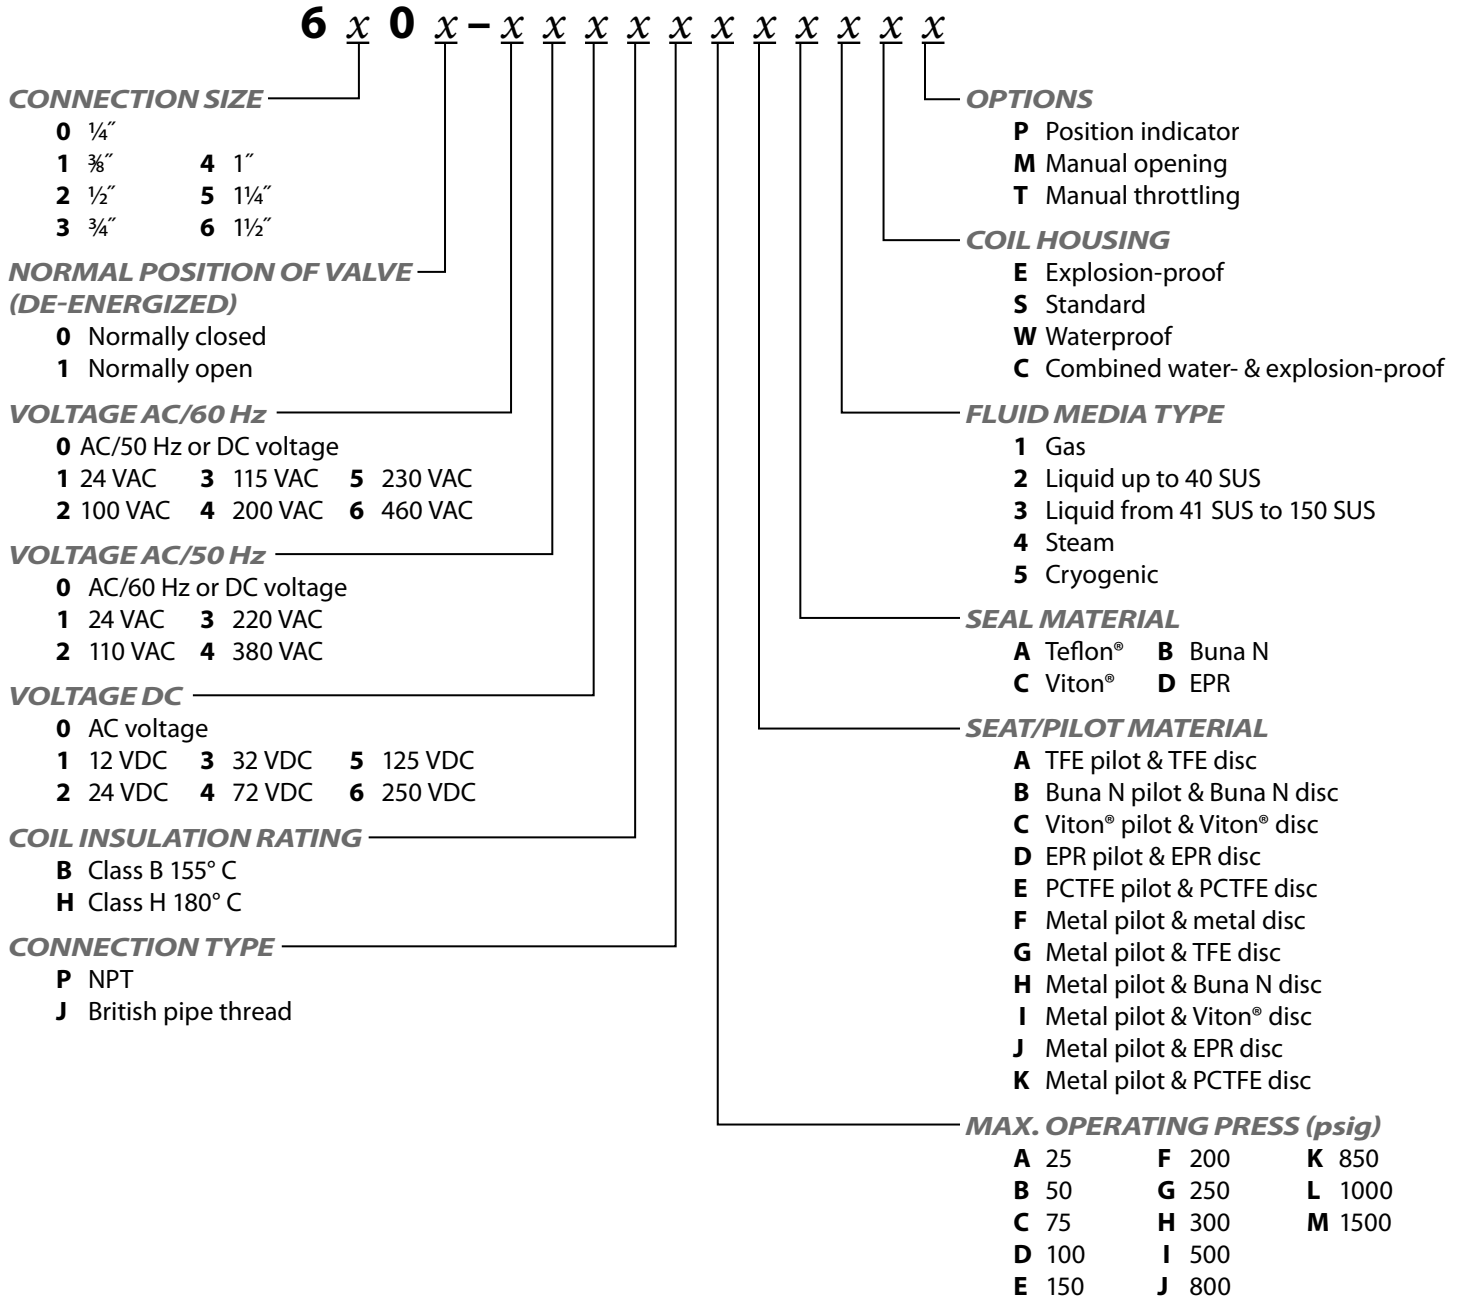 6 x 0 x – x x x x x x x x x x x
CONNECTION SIZE
0 ¼˝
1 ⅜˝ 4 1˝
2 ½˝ 5 1¼˝
3 ¾˝ 6 1½˝
NORMAL POSITION OF VALVE
(DE-ENERGIZED)
0 Normally closed
1 Normally open
VOLTAGE AC/60 Hz
0 AC/50 Hz or DC voltage
1 24 VAC 3 115 VAC 5 230 VAC
2 100 VAC 4 200 VAC 6 460 VAC
VOLTAGE AC/50 Hz
0 AC/60 Hz or DC voltage
1 24 VAC 3 220 VAC
2 110 VAC 4 380 VAC
VOLTAGE DC
0 AC voltage
1 12 VDC 3 32 VDC 5 125 VDC
2 24 VDC 4 72 VDC 6 250 VDC
COIL INSULATION RATING
B Class B 155° C
H Class H 180° C
CONNECTION TYPE
P NPT
J British pipe thread
OPTIONS
P Position indicator
M Manual opening
T Manual throttling
COIL HOUSING
E Explosion-proof
S Standard
W Waterproof
C Combined water- & explosion-proof
FLUID MEDIA TYPE
1 Gas
2 Liquid up to 40 SUS
3 Liquid from 41 SUS to 150 SUS
4 Steam
5 Cryogenic
SEAL MATERIAL
A Teflon® B Buna N
C Viton® D EPR
SEAT/PILOT MATERIAL
A TFE pilot & TFE disc
B Buna N pilot & Buna N disc
C Viton® pilot & Viton® disc
D EPR pilot & EPR disc
E PCTFE pilot & PCTFE disc
F Metal pilot & metal disc
G Metal pilot & TFE disc
H Metal pilot & Buna N disc
I Metal pilot & Viton® disc
J Metal pilot & EPR disc
K Metal pilot & PCTFE disc
MAX. OPERATING PRESS (psig)
A 25 F 200 K 850
B 50 G 250 L 1000
C 75 H 300 M 1500
D 100 I 500
E 150 J 800